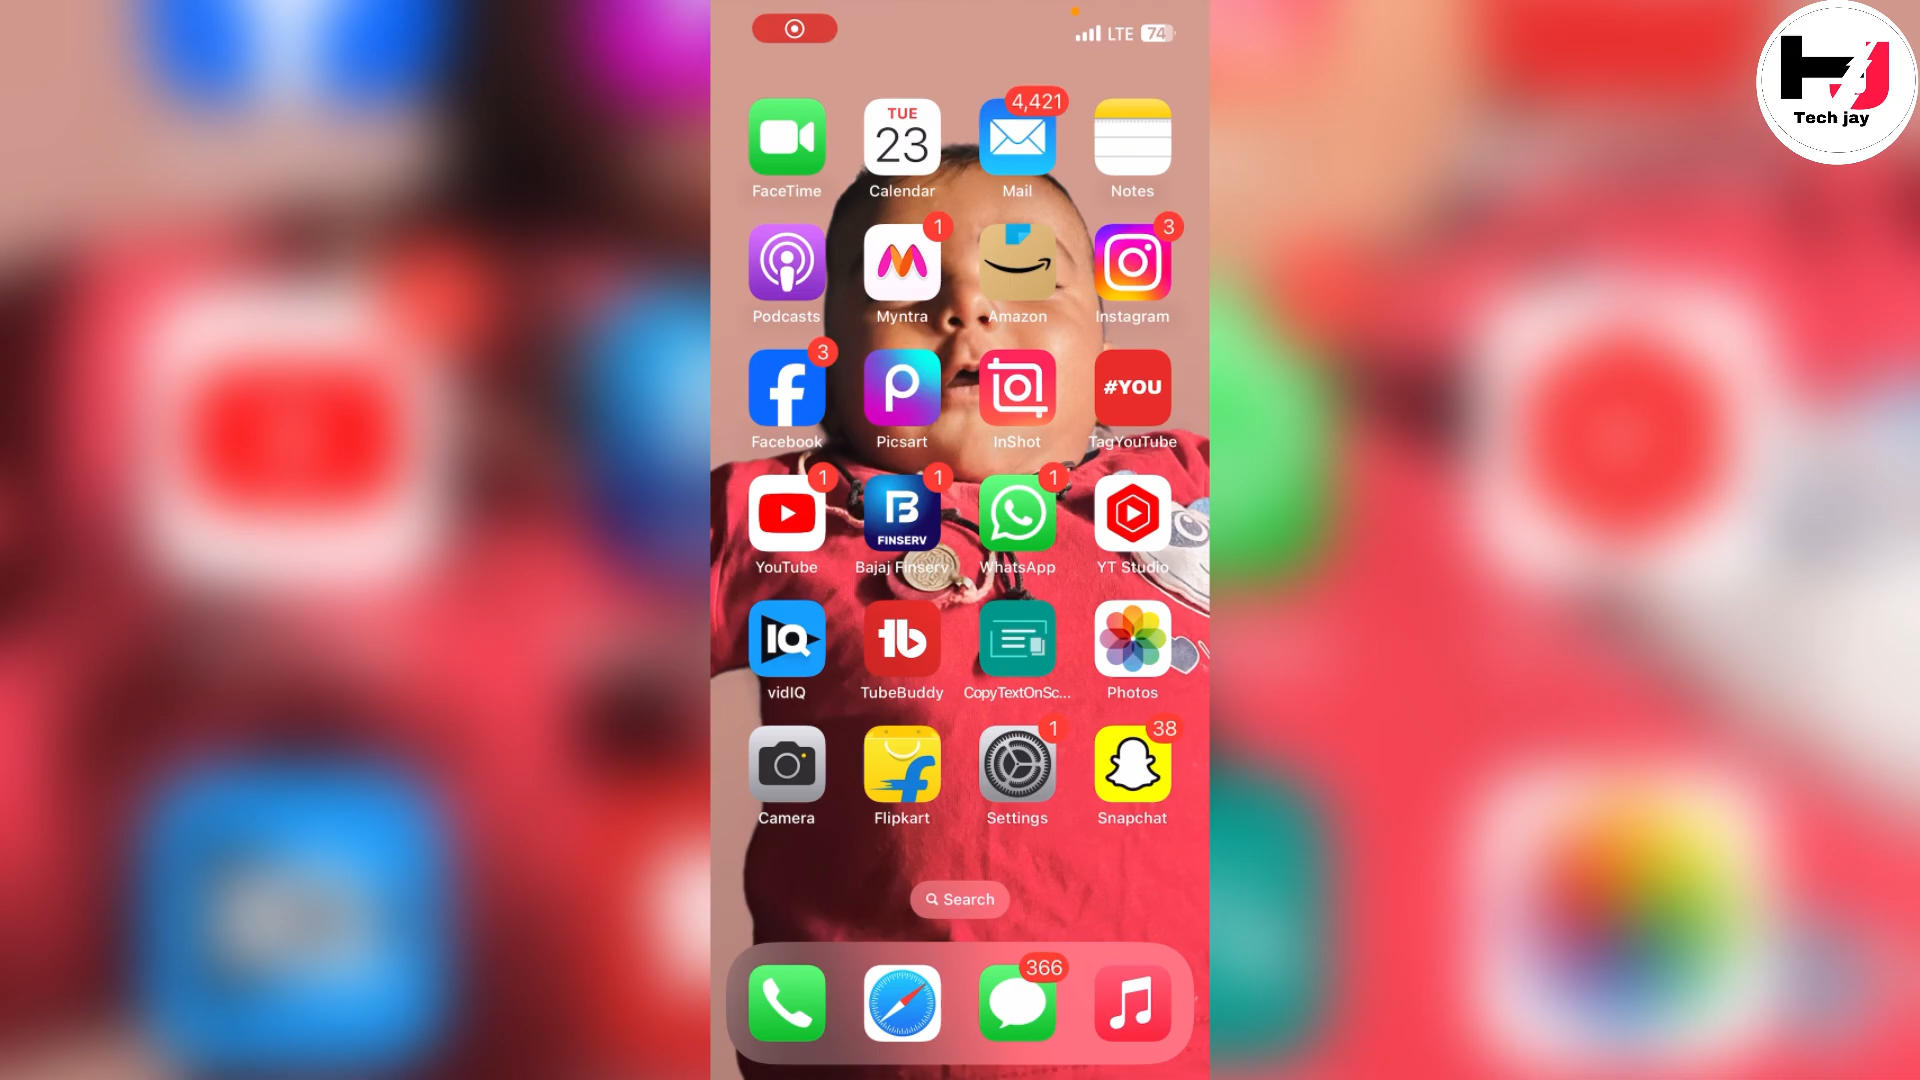 LTE 74
Tech jay
4,421
TUE
23
FaceTime Calendar Mail Notes
1 3
Podcasts Myntra Amazon Instagram
3
#YOU
Facebook Picsart InShot TagYouTube
1 1 1
B
FINSERV
YouTube Bajaj Finserv WhatsApp YT Studio
IQ tb
vidIQ TubeBuddy CopyTextOnSc... Photos
1 38
Camera Flipkart Settings Snapchat
Search
366